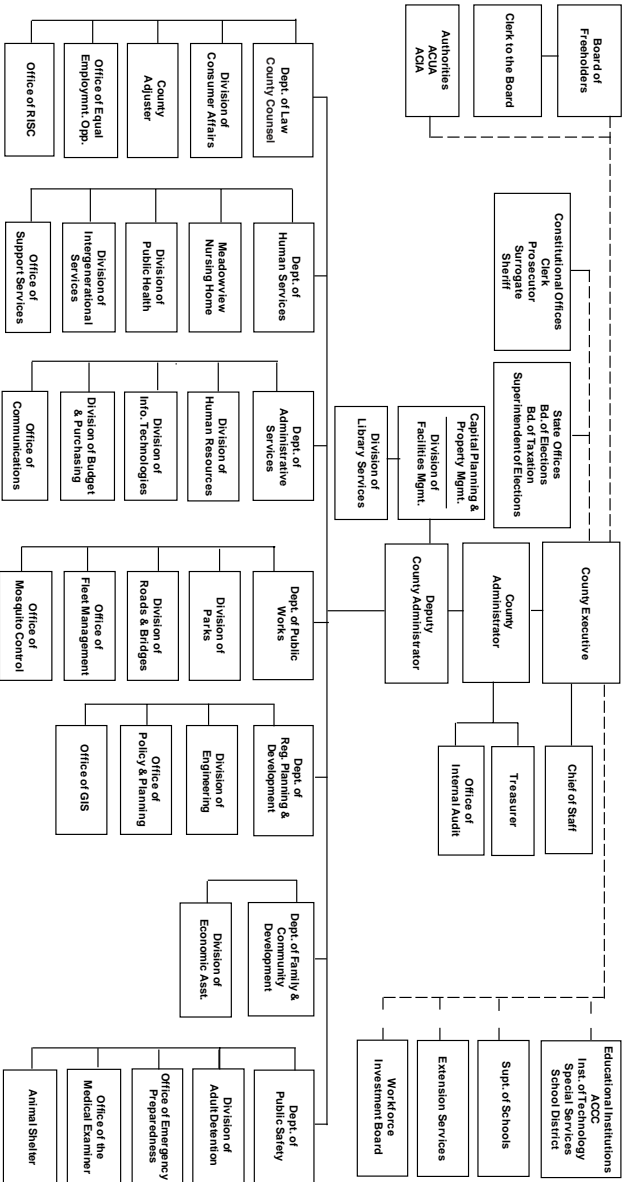 Board of
Freeholders
Clerk to the Board
Authorities
ACUA
ACIA
Constitutional Offices
Clerk
Prosecutor
Surrogate
Sheriff
State Offices
Bd. of Elections
Bd. of Taxation
Superintendent of Elections
County Executive
Chief of Staff
County
Administrator
Treasurer
Office of
Internal Audit
Deputy
County Administrator
Capital Planning &
Property Mgmt.
Division of
Facilities Mgmt.
Division of
Library Services
Educational Institutions
ACCC
Inst. of Technology
Special Services
School District
Supt. of Schools
Extension Services
Workforce
Investment Board
Dept. of Law
County Counsel
Division of
Consumer Affairs
County
Adjuster
Office of Equal
Employmnt. Opp.
Office of RISC
Dept. of
Human Services
Meadowview
Nursing Home
Division of
Public Health
Division of
Intergenerational
Services
Office of
Support Services
Dept. of
Administrative
Services
Division of
Human Resources
Division of
Info. Technologies
Division of Budget
& Purchasing
Office of
Communications
Dept. of Public
Works
Division of
Parks
Division of
Roads & Bridges
Office of
Fleet Management
Office of
Mosquito Control
Dept. of
Reg. Planning &
Development
Division of
Engineering
Office of
Policy & Planning
Office of GIS
Dept. of Family &
Community
Development
Division of
Economic Asst.
Dept. of
Public Safety
Division of
Adult Detention
Office of Emergency
Preparedness
Office of the
Medical Examiner
Animal Shelter